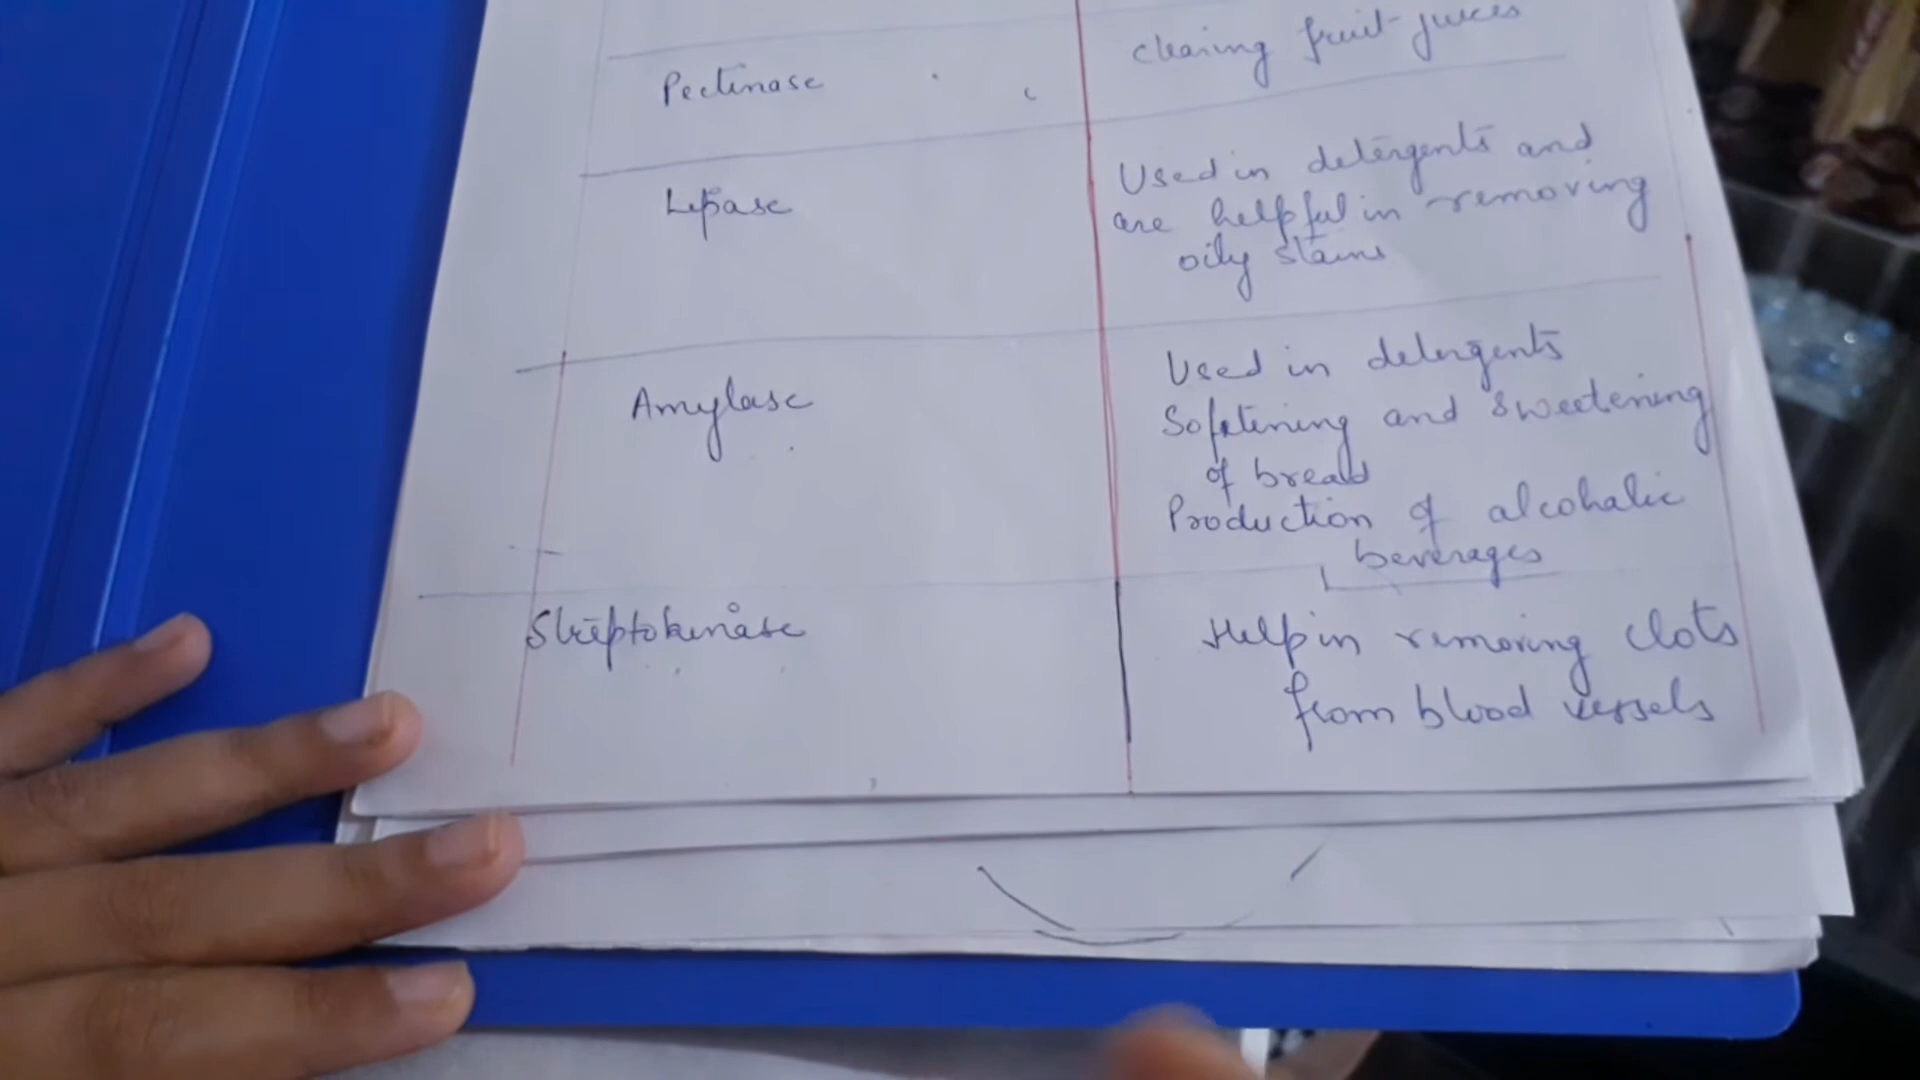 Pectinase
clearing fruit juices
Lipase
Used in detergents and
are helpful in removing
oily stains
Amylase
Used in detergents
Softening and sweetening
of bread
Production of alcohalic
beverages
Streptokinase
Help in removing clots
from blood vessels